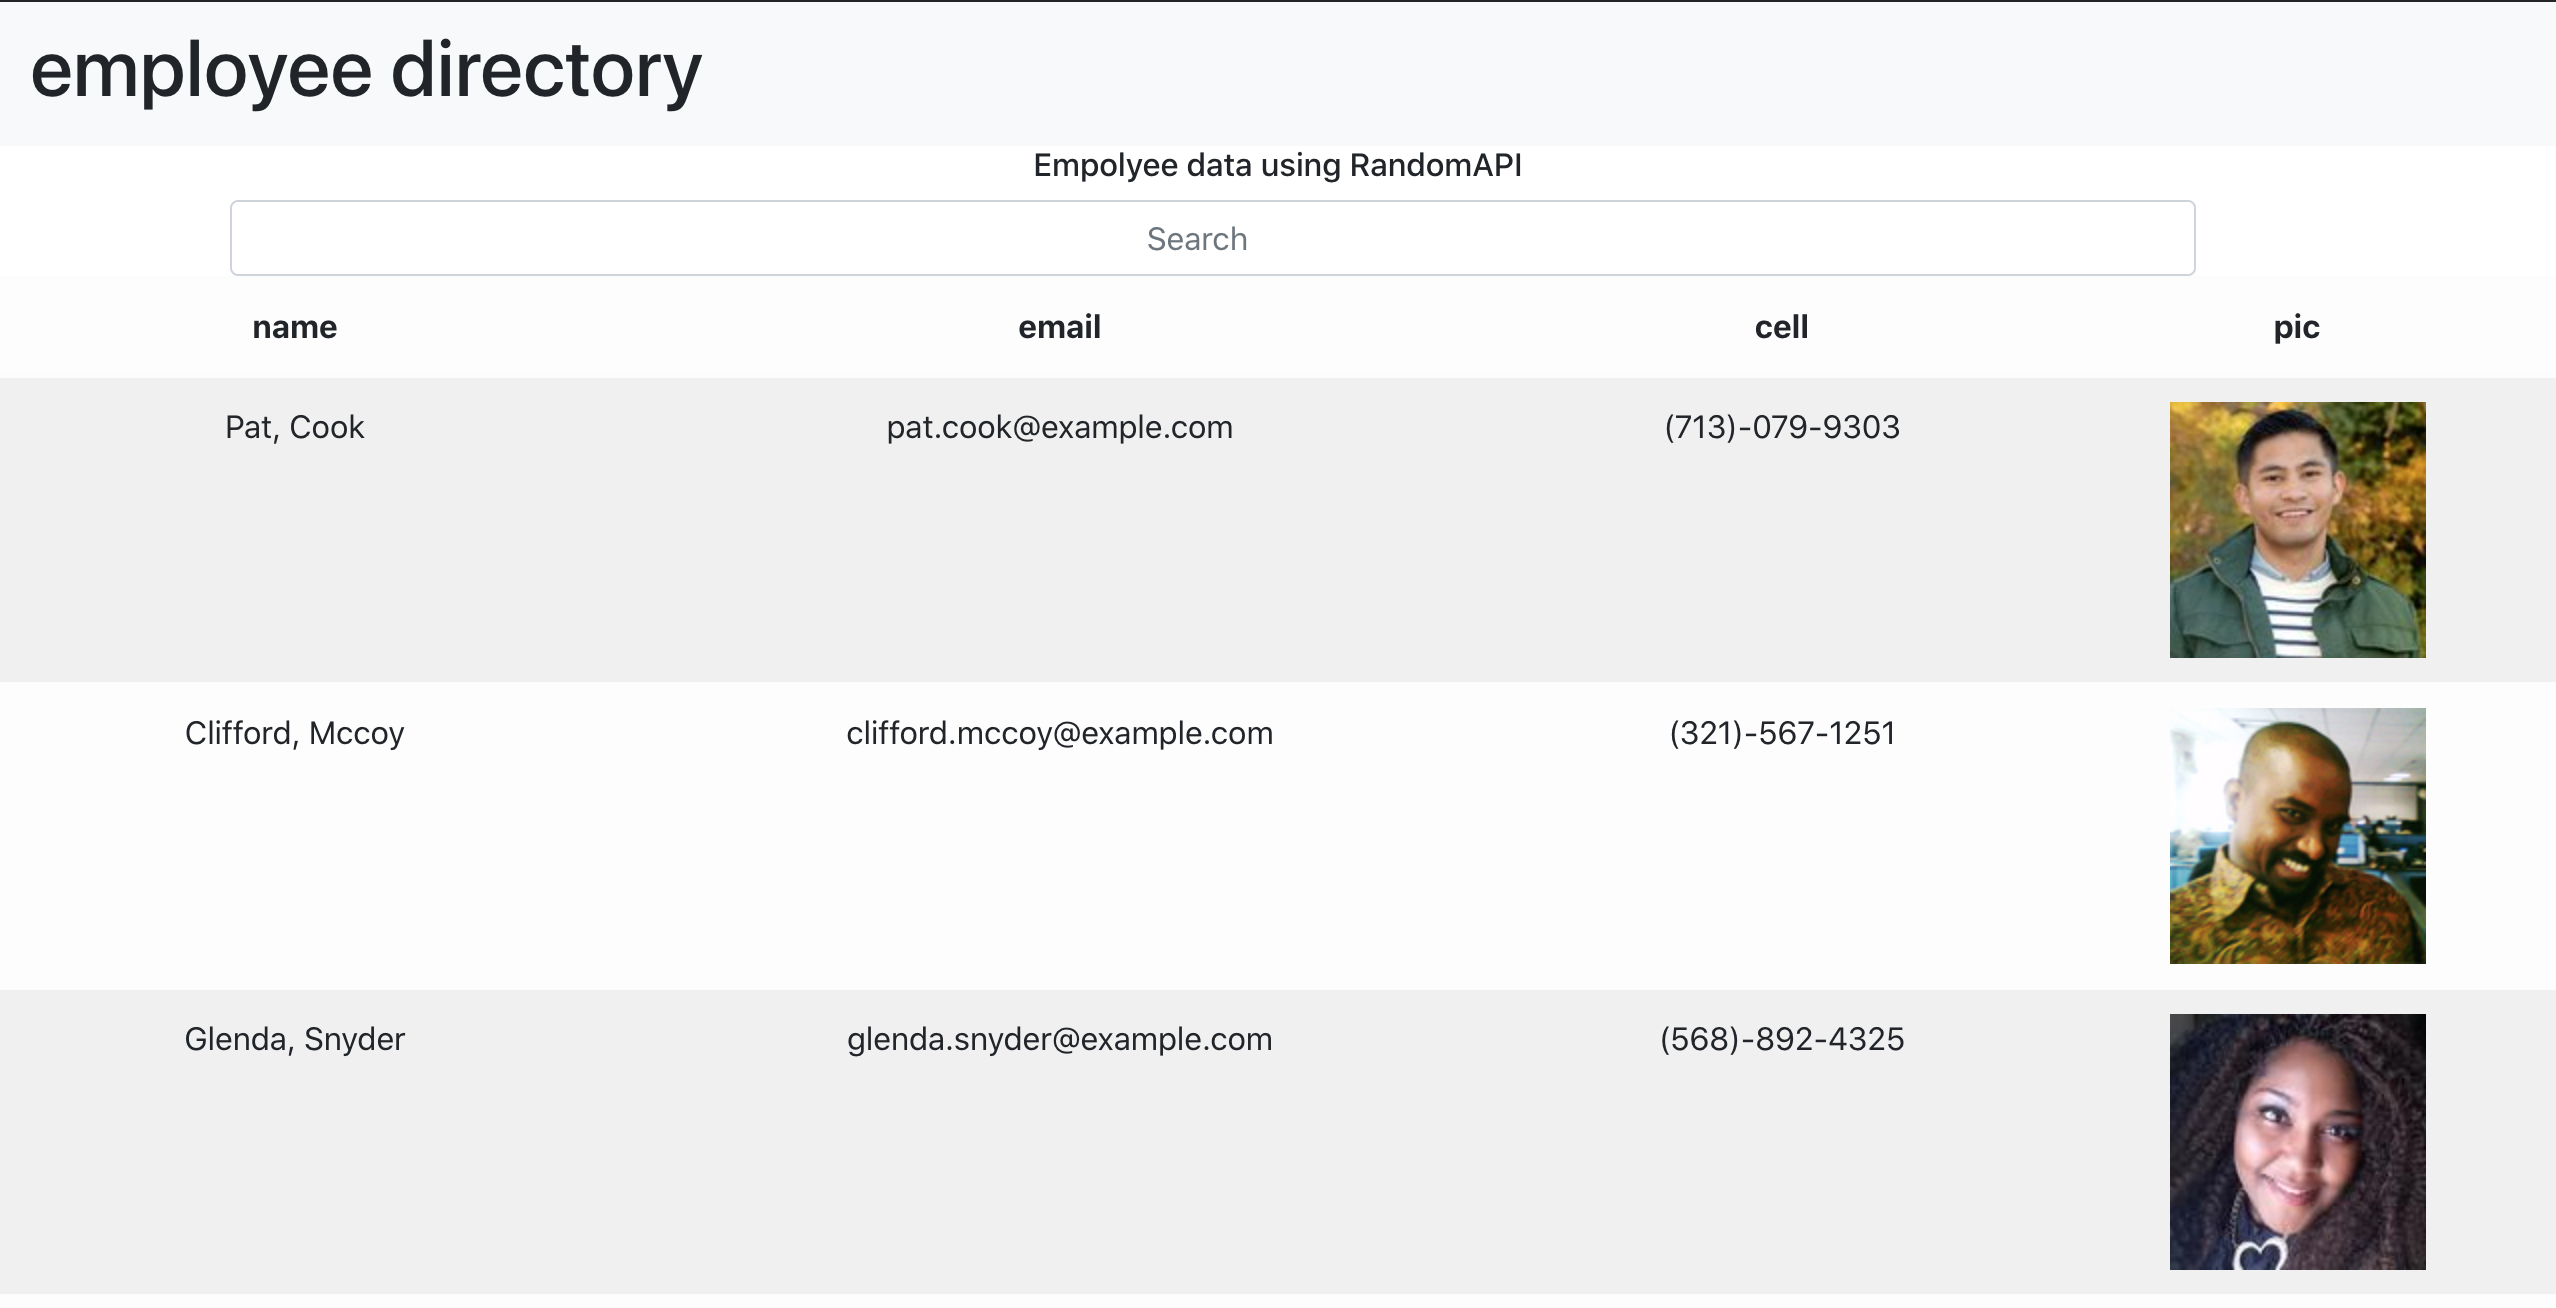 employee directory
Empolyee data using RandomAPI
Search
name email cell pic
Pat, Cook pat.cook@example.com (713)-079-9303
Clifford, Mccoy clifford.mccoy@example.com (321)-567-1251
Glenda, Snyder glenda.snyder@example.com (568)-892-4325